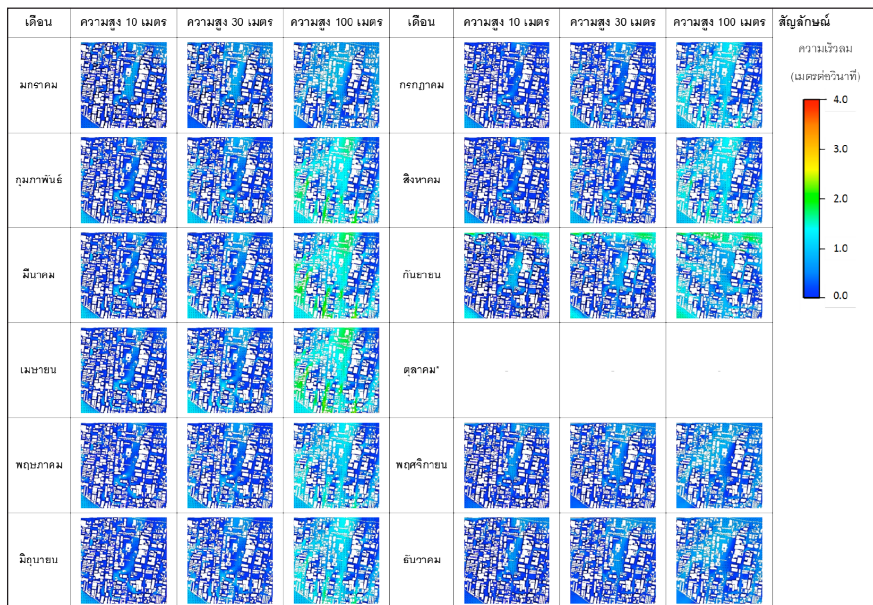 เดือน ความสูง 10 เมตร ความสูง 30 เมตร ความสูง 100 เมตร เดือน ความสูง 10 เมตร ความสูง 30 เมตร ความสูง 100 เมตร สัญลักษณ์
ความเร็วลม
(เมตรต่อวินาที)
มกราคม กรกฎาคม
4.0
3.0
กุมภาพันธ์ สิงหาคม
2.0
1.0
มีนาคม กันยายน
0.0
เมษายน ตุลาคม* - - -
พฤษภาคม พฤศจิกายน
มิถุนายน ธันวาคม